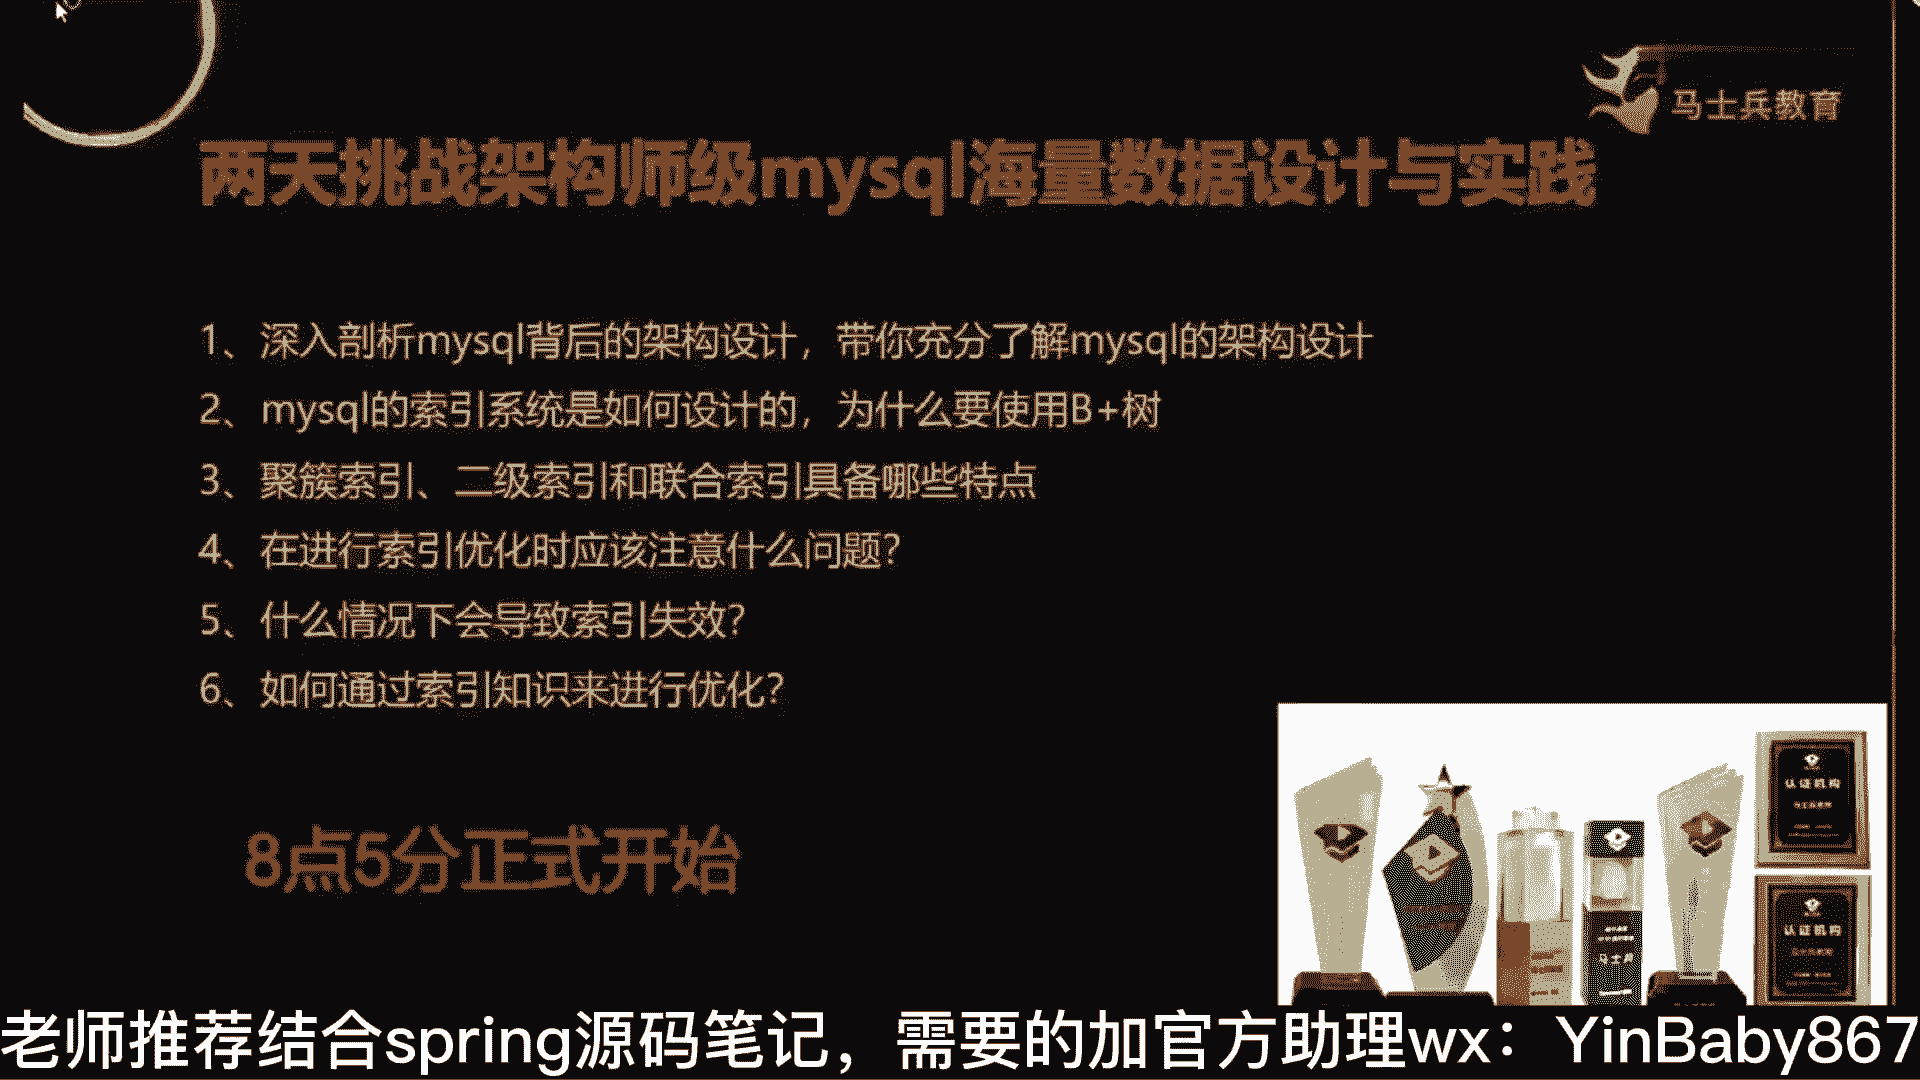 马士兵教育
两天挑战架构师级mysql海量数据设计与实践
1、深入剖析mysql背后的架构设计，带你充分了解mysql的架构设计
2、mysql的索引系统是如何设计的，为什么要使用B+树
3、聚簇索引、二级索引和联合索引具备哪些特点
4、在进行索引优化时应该注意什么问题？
5、什么情况下会导致索引失效？
6、如何通过索引知识来进行优化？
8点5分正式开始
认证机构
认证机构
老师推荐结合spring源码笔记，需要的加官方助理wx：YinBaby867